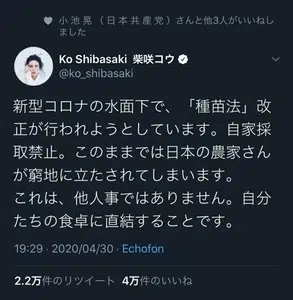 小池晃（日本共産党）さんと他3人がいいねし
ました
Ko Shibasaki 柴咲コウ
@ko_shibasaki
新型コロナの水面下で、「種苗法」改
正が行われようとしています。自家採
取禁止。このままでは日本の農家さん
が窮地に立たされてしまいます。
これは、他人事ではありません。自分
たちの食卓に直結することです。
19:29・2020/04/30・Echofon
2.2万件のリツイート 4万件のいいね